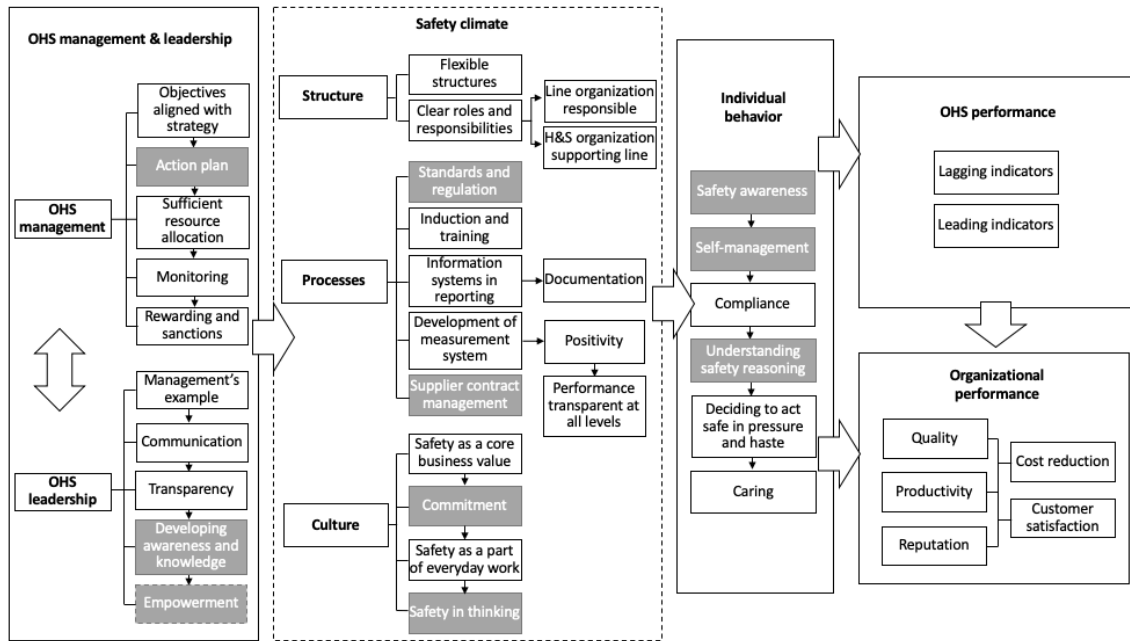 OHS management & leadership
OHS
management
Objectives
aligned with
strategy
Action plan
Sufficient
resource
allocation
Monitoring
Rewarding and
sanctions
OHS
leadership
Management's
example
Communication
Transparency
Developing
awareness and
knowledge
Empowerment
Safety climate
Structure
Flexible
structures
Clear roles and
responsibilities
Line organization
responsible
H&S organization
supporting line
Processes
Standards and
regulation
Induction and
training
Information
systems in
reporting
Documentation
Development of
measurement
system
Positivity
Performance
transparent at
all levels
Supplier contract
management
Culture
Safety as a core
business value
Commitment
Safety as a part
of everyday work
Safety in thinking
Individual
behavior
Safety awareness
Self-management
Compliance
Understanding
safety reasoning
Deciding to act
safe in pressure
and haste
Caring
OHS performance
Lagging indicators
Leading indicators
Organizational
performance
Quality
Productivity
Reputation
Cost reduction
Customer
satisfaction